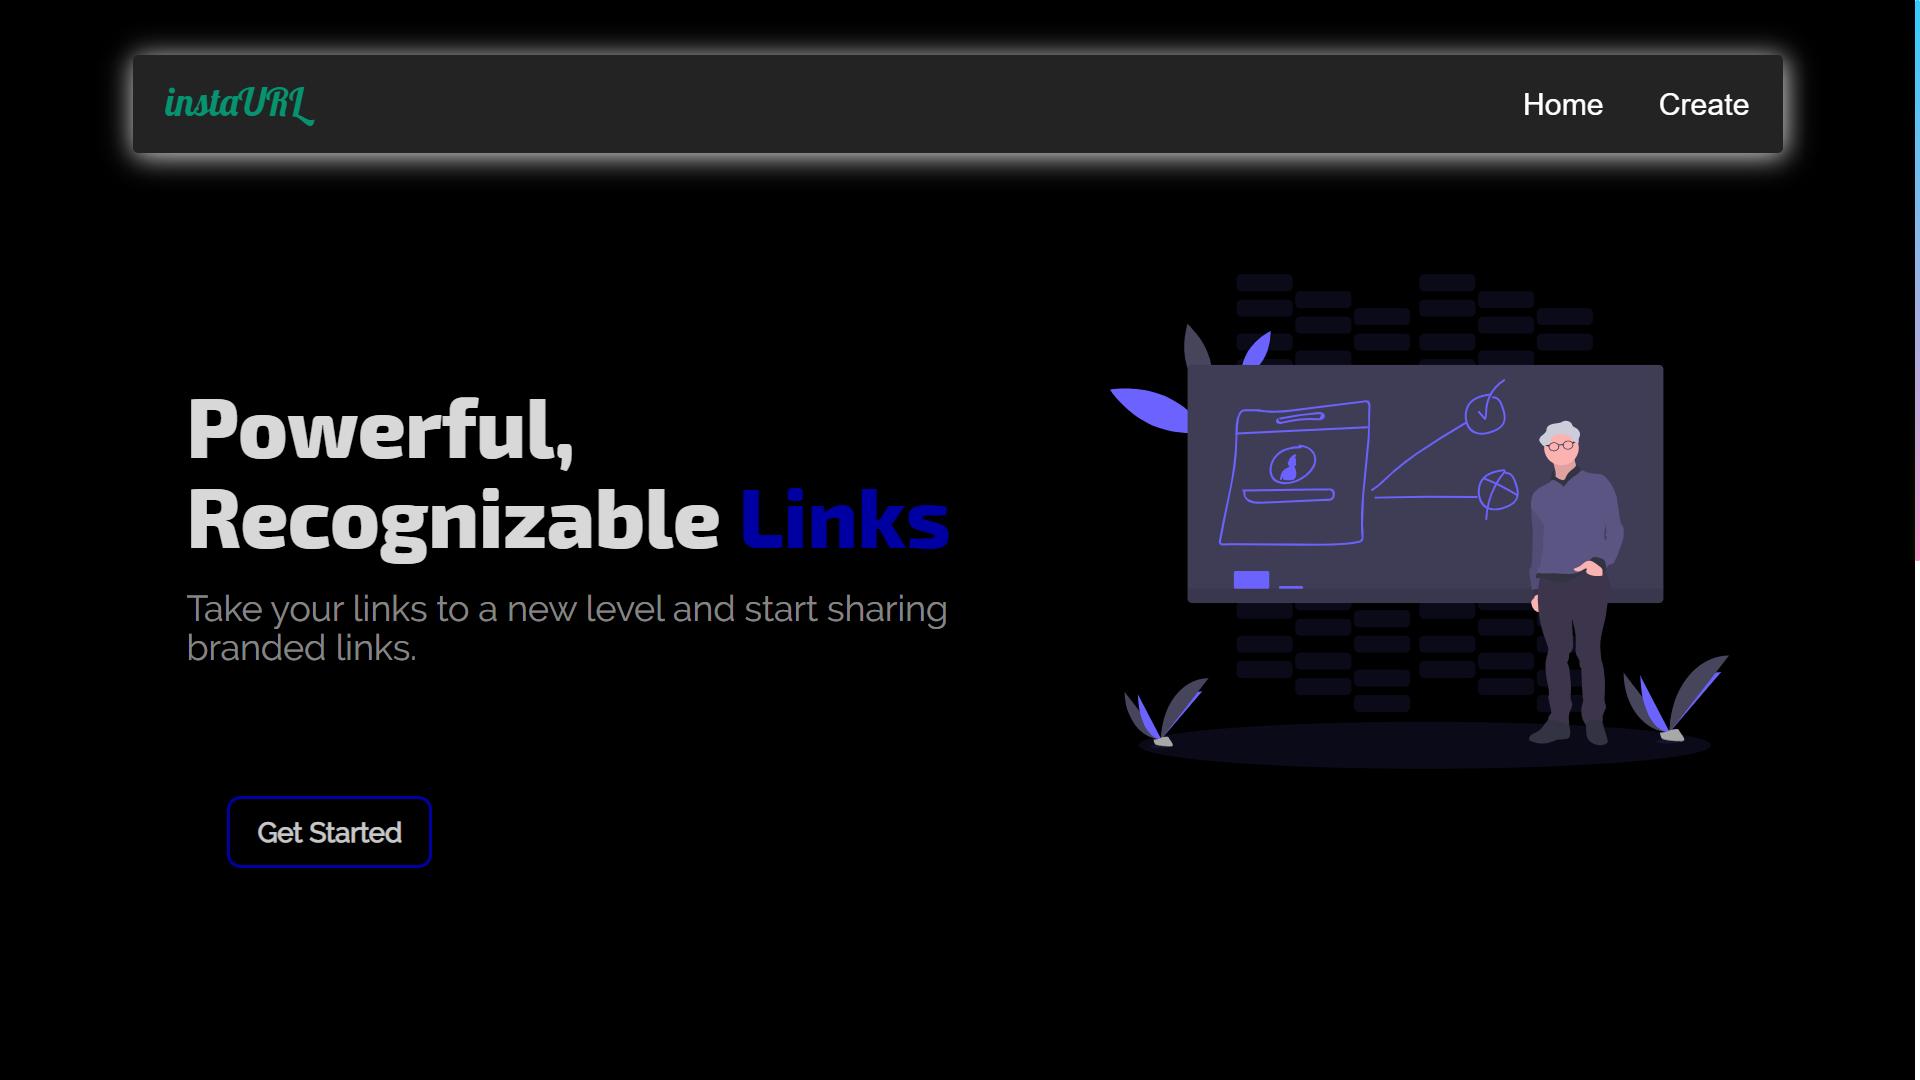 instaURL
Home Create
Powerful,
Recognizable Links
Take your links to a new level and start sharing
branded links.
Get Started